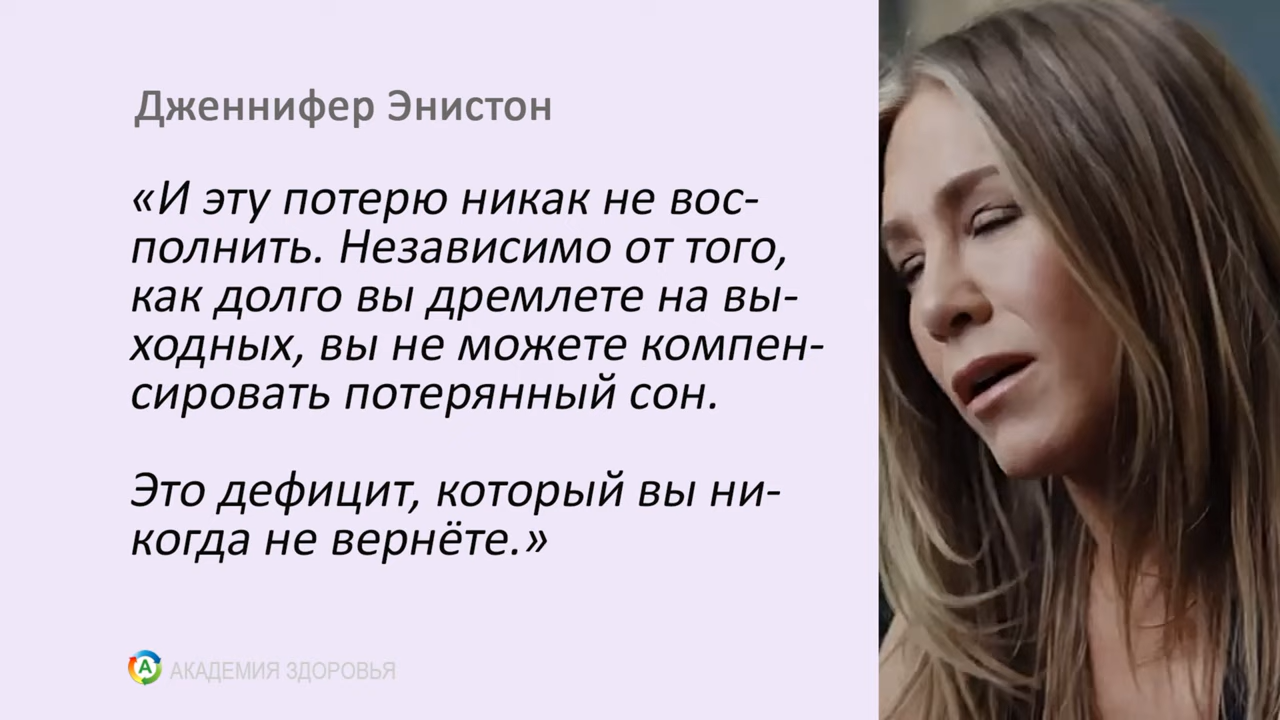 Дженнифер Энистон
«И эту потерю никак не вос-
полнить. Независимо от того,
как долго вы дремлете на вы-
ходных, вы не можете компен-
сировать потерянный сон.
Это дефицит, который вы ни-
когда не вернёте.»
А АКАДЕМИЯ ЗДОРОВЬЯ